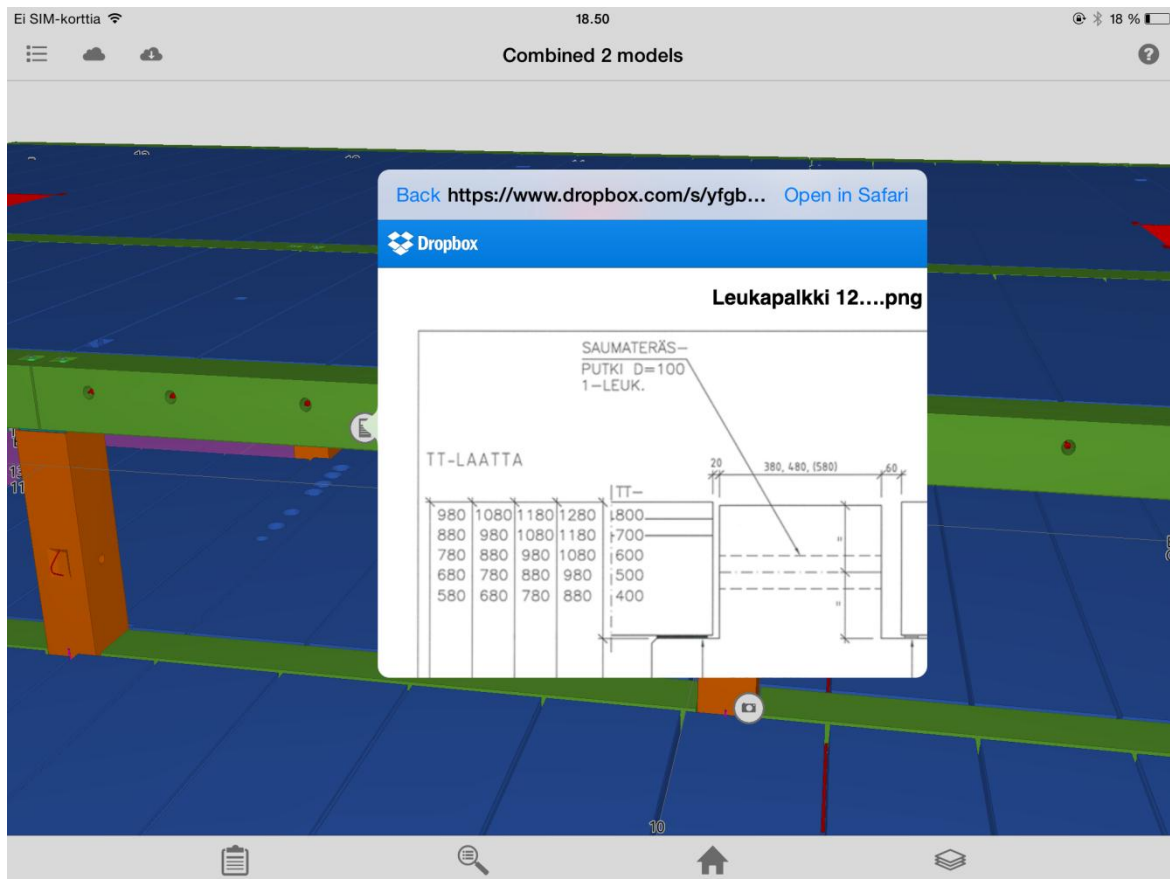 Ei SIM-korttia
18.50
18 %
Combined 2 models
Back https://www.dropbox.com/s/yfgb... Open in Safari
Dropbox
Leukapalkki 12....png
SAUMATERÄS-
PUTKI D=100
1-LEUK.
TT-LAATTA
20
380, 480, (580)
60
TT-
980 1080 1180 1280 800
880 980 1080 1180 700
780 880 980 1080 600
680 780 880 980 500
580 680 780 880 400
10